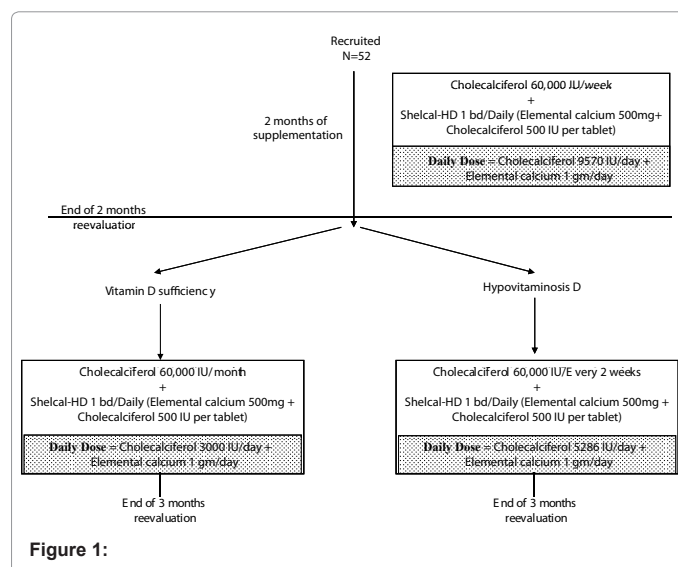 Recruited
N=52
Cholecalciferol 60,000 IU/week
+
Shelcal-HD 1 bd/Daily (Elemental calcium 500mg+
Cholecalciferol 500 IU per tablet)
Daily Dose = Cholecalciferol 9570 IU/day +
Elemental calcium 1 gm/day
2 months of
supplementation
End of 2 months
reevaluation
Vitamin D sufficiency
Hypovitaminosis D
Cholecalciferol 60,000 IU/month
+
Shelcal-HD 1 bd/Daily (Elemental calcium 500mg +
Cholecalciferol 500 IU per tablet)
Daily Dose = Cholecalciferol 3000 IU/day +
Elemental calcium 1 gm/day
Cholecalciferol 60,000 IU/E very 2 weeks
+
Shelcal-HD 1 bd/Daily (Elemental calcium 500mg +
Cholecalciferol 500 IU per tablet)
Daily Dose = Cholecalciferol 5286 IU/day +
Elemental calcium 1 gm/day
End of 3 months
reevaluation
End of 3 months
reevaluation
Figure 1: